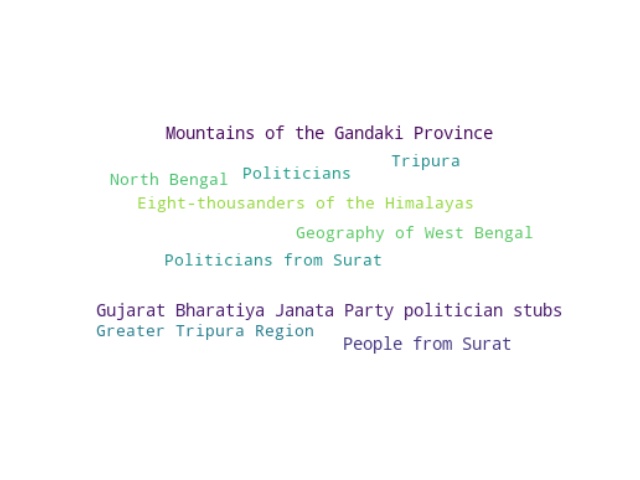 Mountains of the Gandaki Province
Tripura
Politicians
North Bengal
Eight-thousanders of the Himalayas
Geography of West Bengal
Politicians from Surat
Gujarat Bharatiya Janata Party politician stubs
Greater Tripura Region
People from Surat